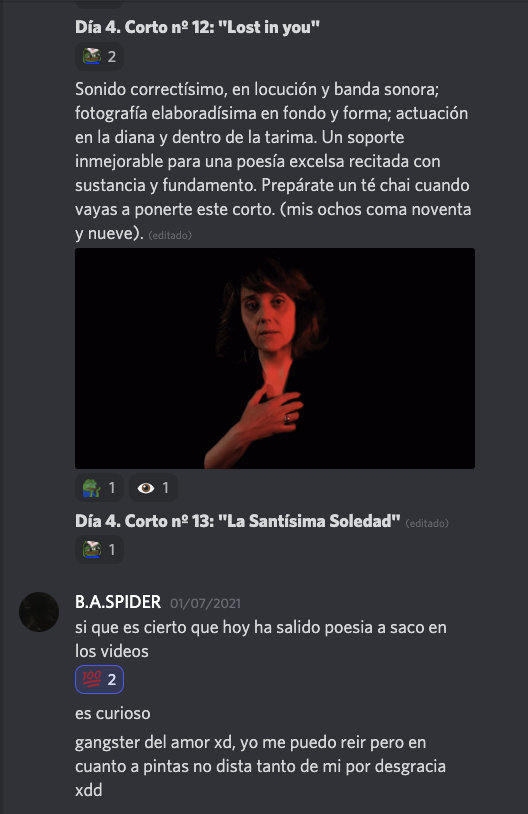 Día 4. Corto nº 12: "Lost in you"
2
Sonido correctísimo, en locución y banda sonora;
fotografía elaboradísima en fondo y forma; actuación
en la diana y dentro de la tarima. Un soporte
inmejorable para una poesía excelsa recitada con
sustancia y fundamento. Prepárate un té chai cuando
vayas a ponerte este corto. (mis ochos coma noventa
y nueve). (editado)
1 1
Día 4. Corto nº 13: "La Santísima Soledad" (editado)
1
B.A.SPIDER 01/07/2021
si que es cierto que hoy ha salido poesia a saco en
los videos
💯 2
es curioso
gangster del amor xd, yo me puedo reir pero en
cuanto a pintas no dista tanto de mi por desgracia
xdd